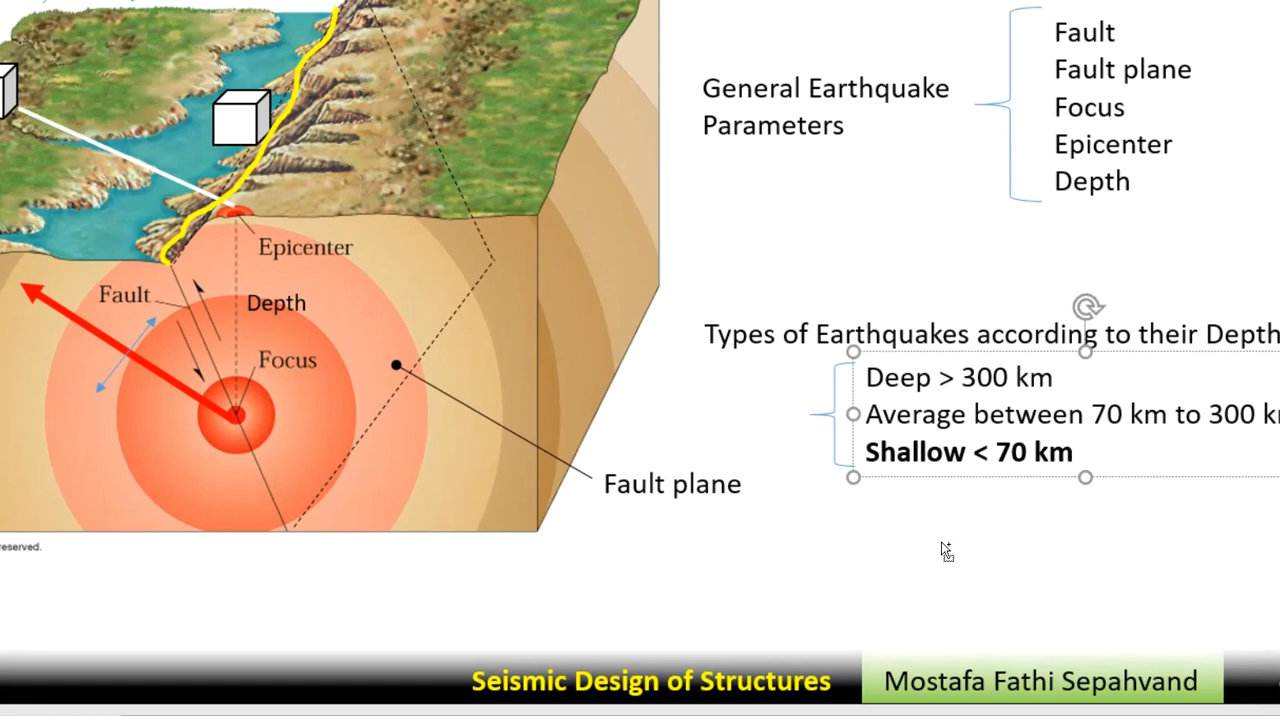 General Earthquake
Parameters
Fault
Fault plane
Focus
Epicenter
Depth
Epicenter
Fault
Depth
Focus
Fault plane
Types of Earthquakes according to their Depth
Deep > 300 km
Average between 70 km to 300
Shallow < 70 km
reserved.
Seismic Design of Structures
Mostafa Fathi Sepahvand